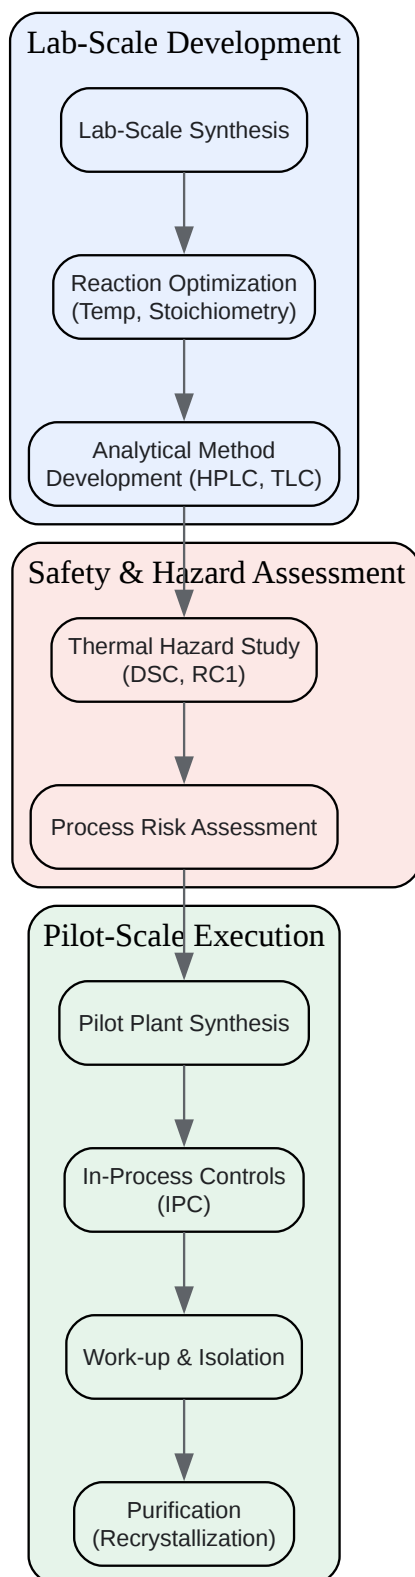 Lab-Scale Development
Lab-Scale Synthesis
Reaction Optimization
(Temp, Stoichiometry)
Analytical Method
Development (HPLC, TLC)
Safety & Hazard Assessment
Thermal Hazard Study
(DSC, RC1)
Process Risk Assessment
Pilot-Scale Execution
Pilot Plant Synthesis
In-Process Controls
(IPC)
Work-up & Isolation
Purification
(Recrystallization)